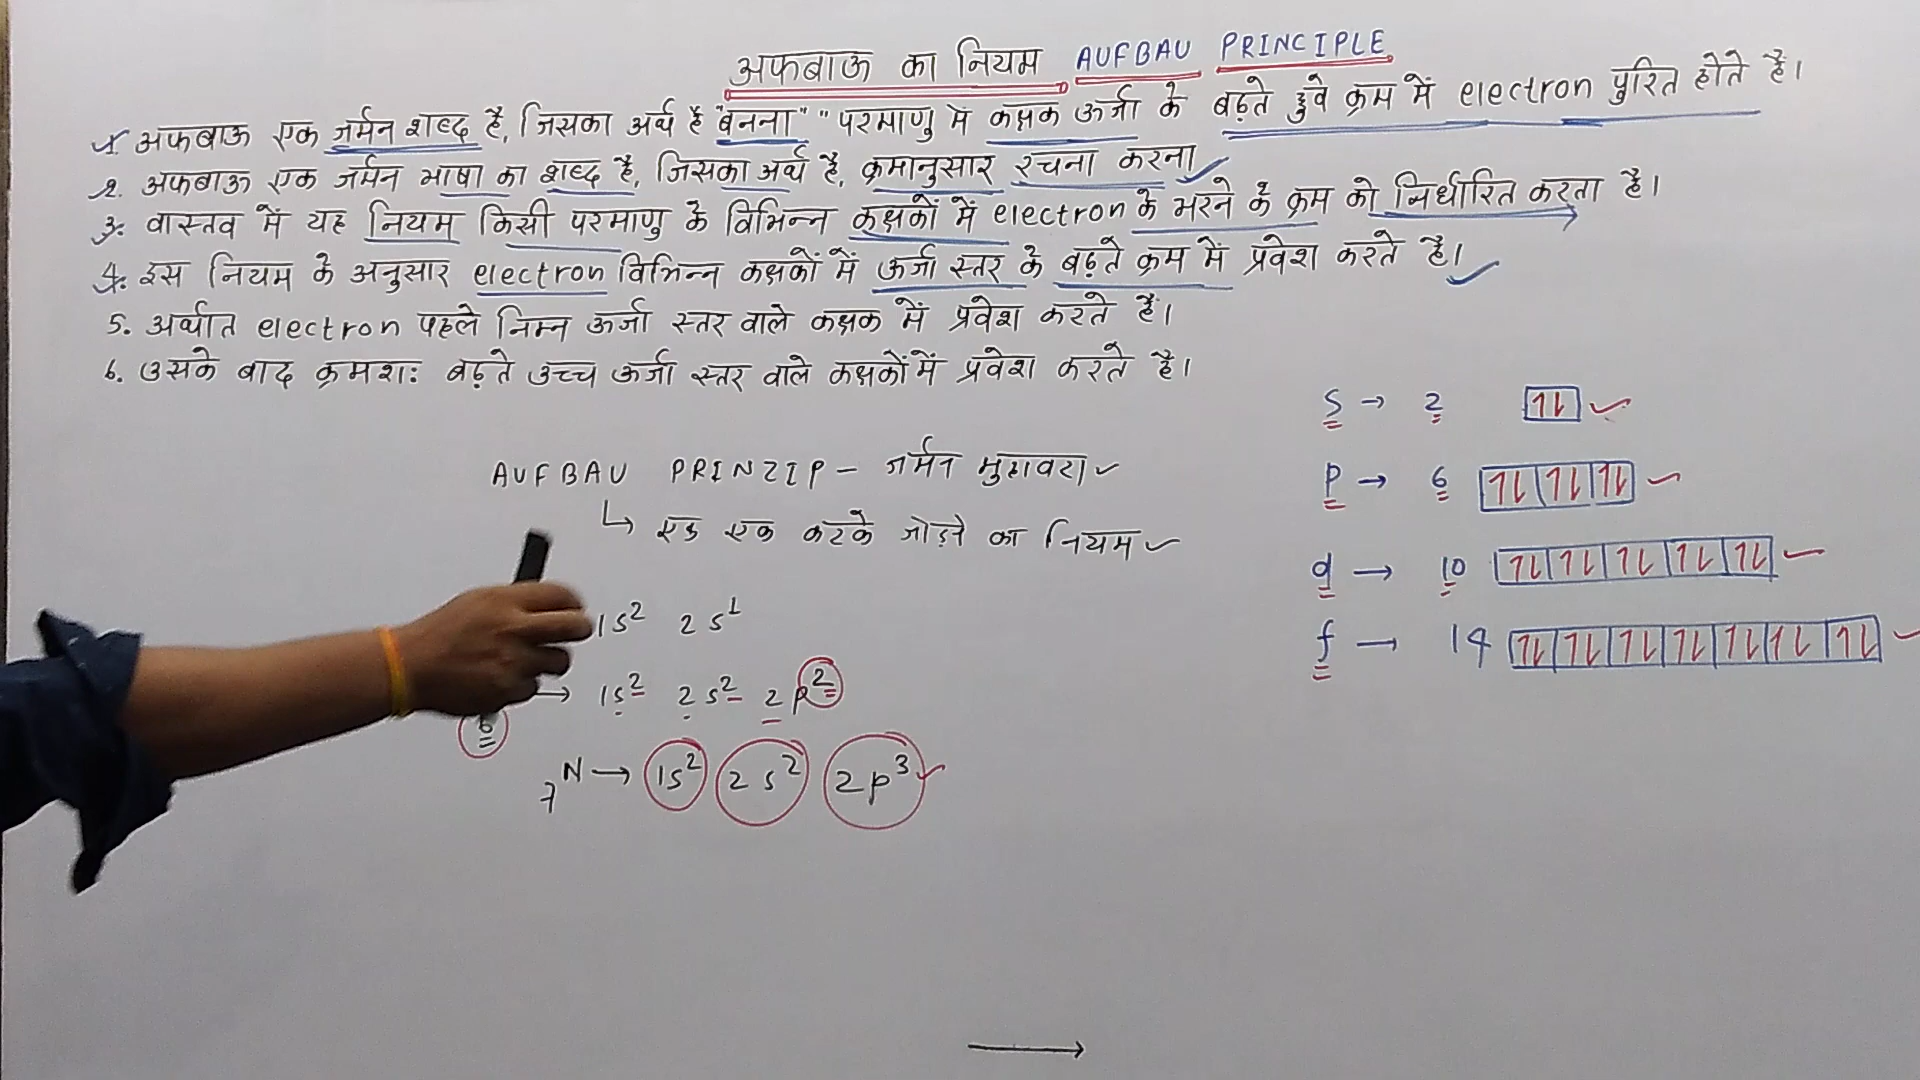 अफबाऊ का नियम AUFBAU PRINCIPLE
1. अफबाऊ एक जर्मन शब्द है, जिसका अर्थ है "बनना" "परमाणु में कक्षक ऊर्जा के बढ़ते हुवे क्रम में electron पुरित होते है।
2. अफबाऊ एक जर्मन भाषा का शब्द है, जिसका अर्थ है, क्रमानुसार रचना करना
3. वास्तव में यह नियम किसी परमाणु के विभिन्न कक्षकों में electron के भरने के क्रम को निर्धारित करता है।
4. इस नियम के अनुसार electron विभिन्न कक्षकों में ऊर्जा स्तर के बढ़ते क्रम में प्रवेश करते है।
5. अर्थात electron पहले निम्न ऊर्जा स्तर वाले कक्षक में प्रवेश करते है।
6. उसके बाद क्रमशः बढ़ते उच्च ऊर्जा स्तर वाले कक्षकों में प्रवेश करते है।
AUFBAU PRINZIP - जर्मन मुहावरा ✓
↳ एक एक करके जोड़ने का नियम ✓
1s² 2s¹
→ 1s² 2s² 2p²
6
₇N → 1s² 2s² 2p³ ✓
s → 2 ⥮ ✓
p → 6 ⥮ ⥮ ⥮ ✓
d → 10 ⥮ ⥮ ⥮ ⥮ ⥮ ✓
f → 14 ⥮ ⥮ ⥮ ⥮ ⥮ ⥮ ⥮ ✓